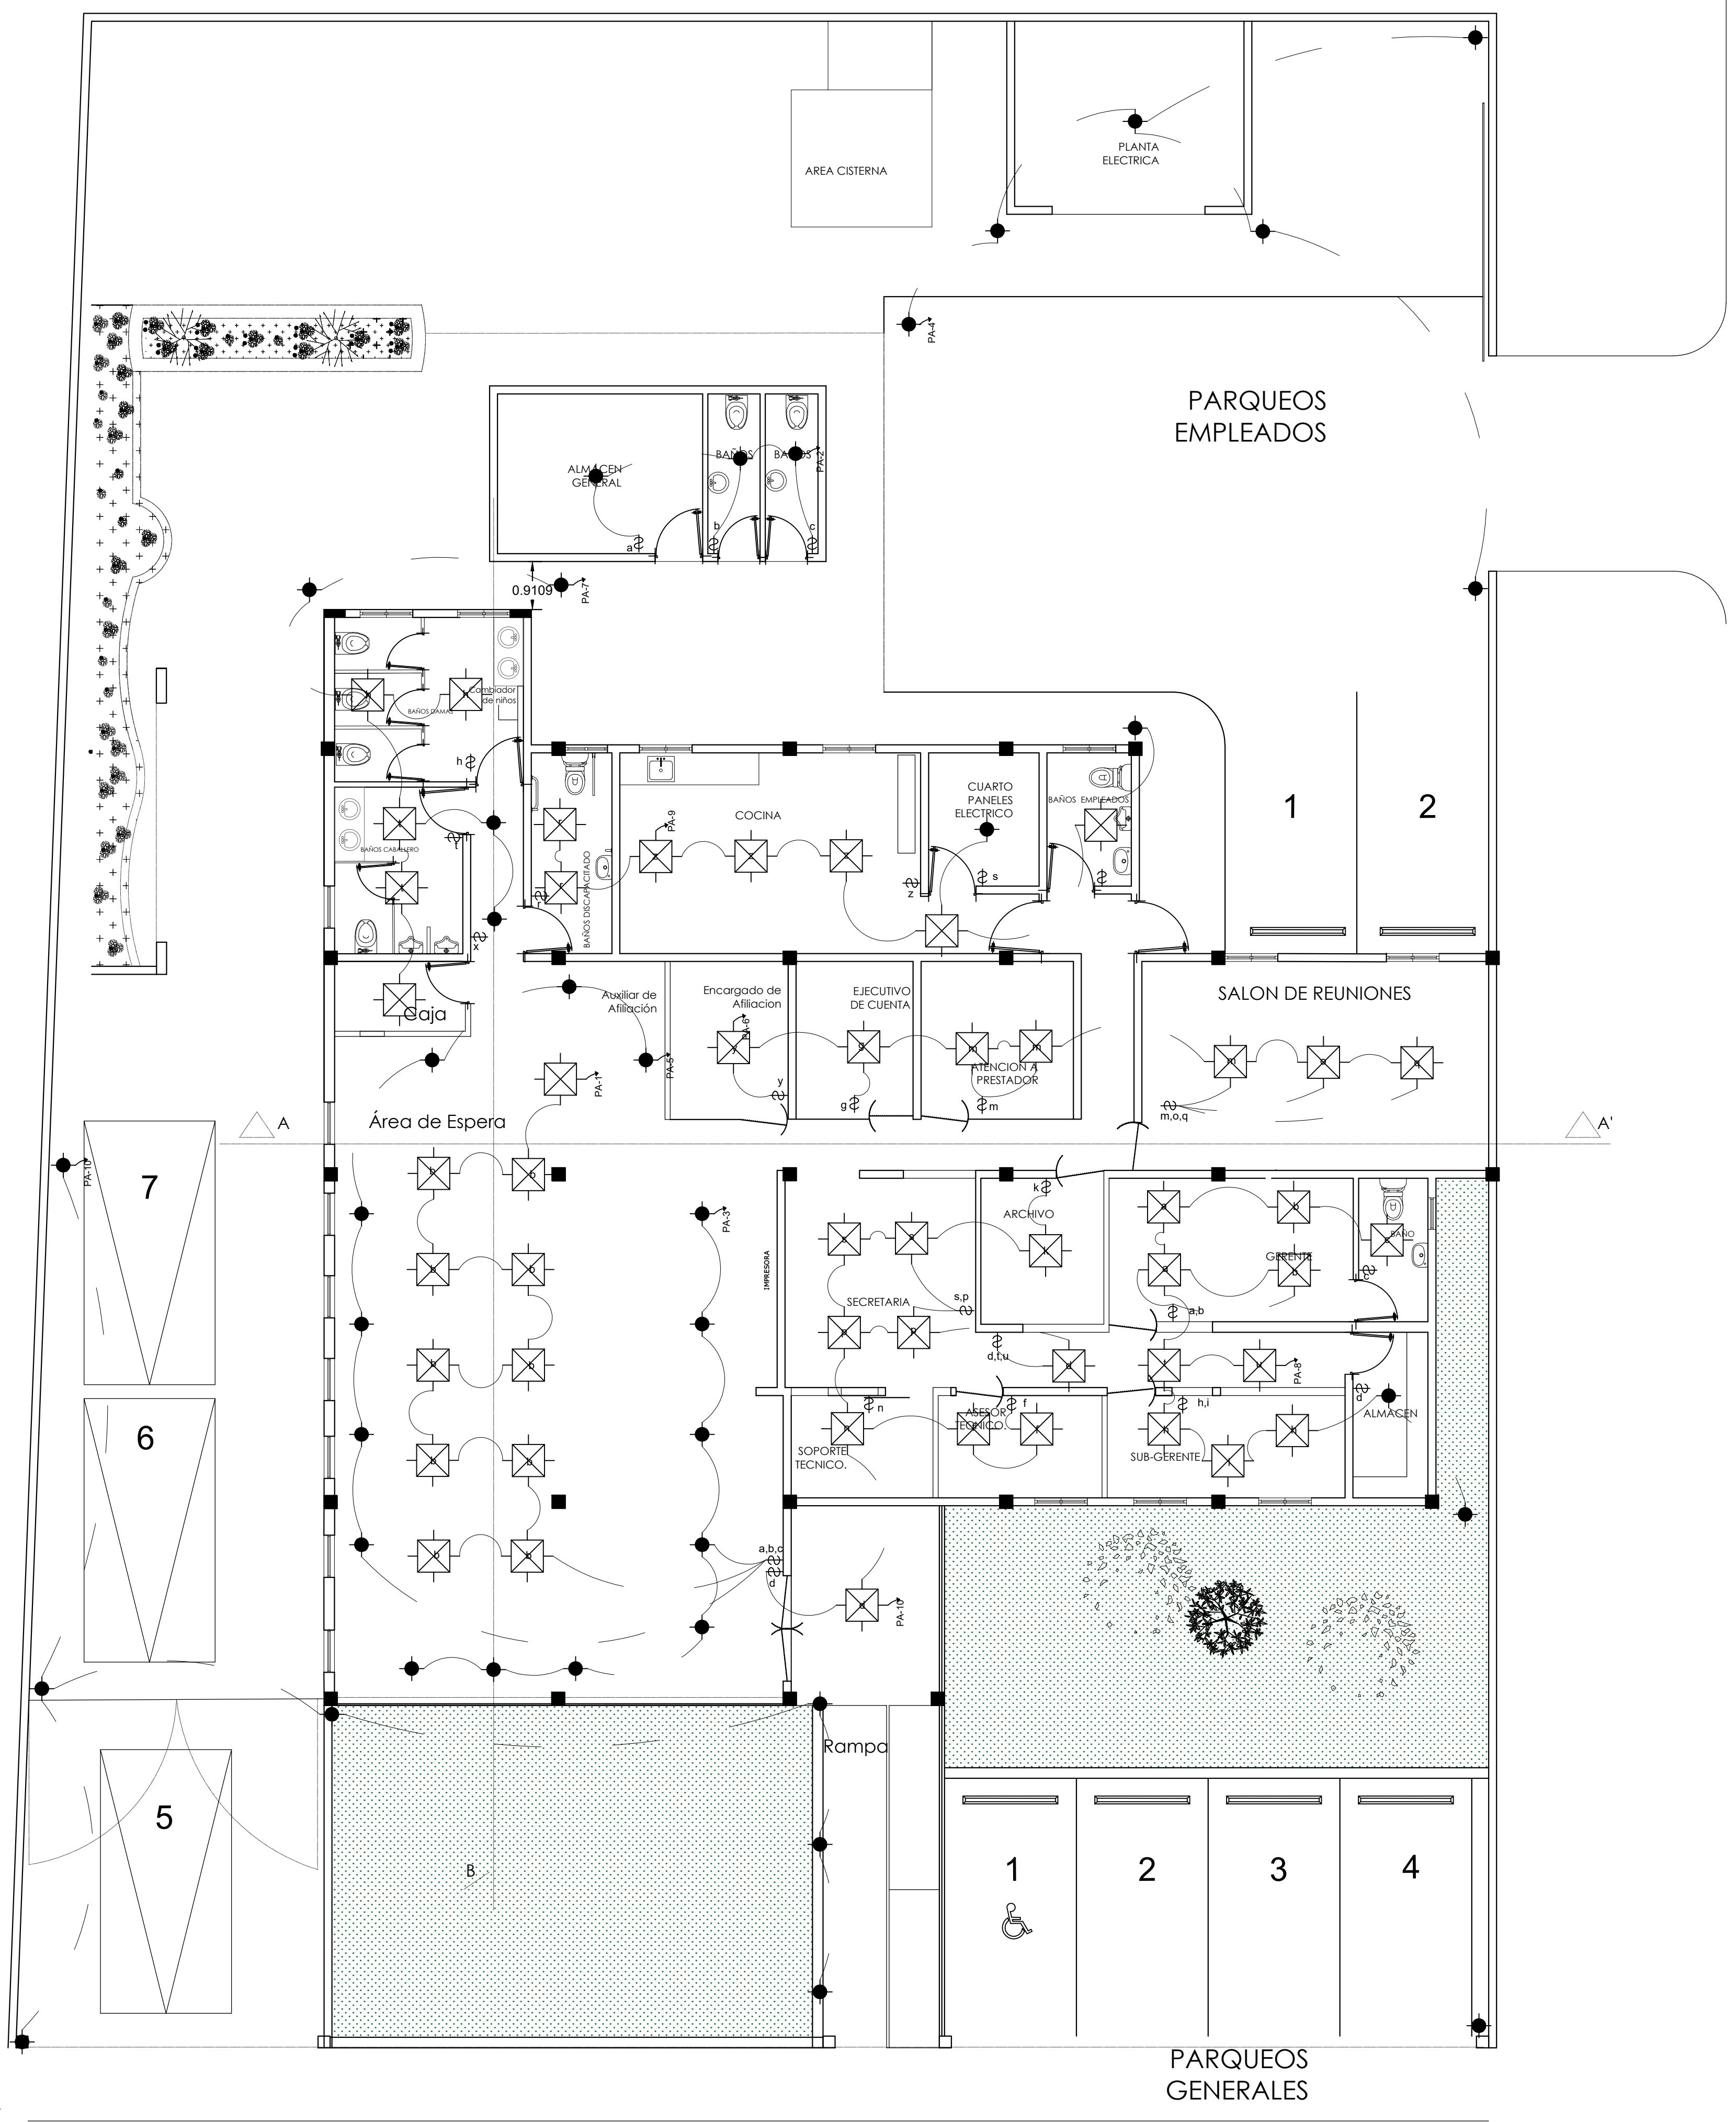 PLANTA
ELECTRICA
AREA CISTERNA
PA-4
PARQUEOS
EMPLEADOS
ALMACEN
GENERAL
BAÑOS
BAÑOS
PA-2
a
b
c
0.9109
PA-7
Cambiador
de niños
BAÑOS DAMAS
h
h
h
BAÑOS CABALLERO
t
t
t
x
r
r
r
BAÑOS DISCAPACITADO
COCINA
PA-9
z
z
z
z
CUARTO
PANELES
ELECTRICO
s
BAÑOS EMPLEADOS
1
2
Caja
Auxiliar de
Afiliación
PA-5
PA-1
Encargado de
Afiliacion
PA-6
y
y
EJECUTIVO
DE CUENTA
g
g
ATENCION A
PRESTADOR
m
m
m
SALON DE REUNIONES
m
o
q
m,o,q
Área de Espera
A
A'
PA-10
7
6
5
b
b
b
b
b
b
b
b
b
b
PA-3
IMPRESORA
s
s
SECRETARIA
s,p
p
p
k
ARCHIVO
a
b
a
b
GERENTE
a,b
BAÑO
c
c
d,t,u
d
t
u
PA-8
n
n
SOPORTE
TECNICO.
ASESOR
TECNICO.
f
f
f
h,i
h
i
h
SUB-GERENTE
d
ALMACEN
a,b,c
d
d
PA-10
Rampa
B
1
2
3
4
PARQUEOS
GENERALES